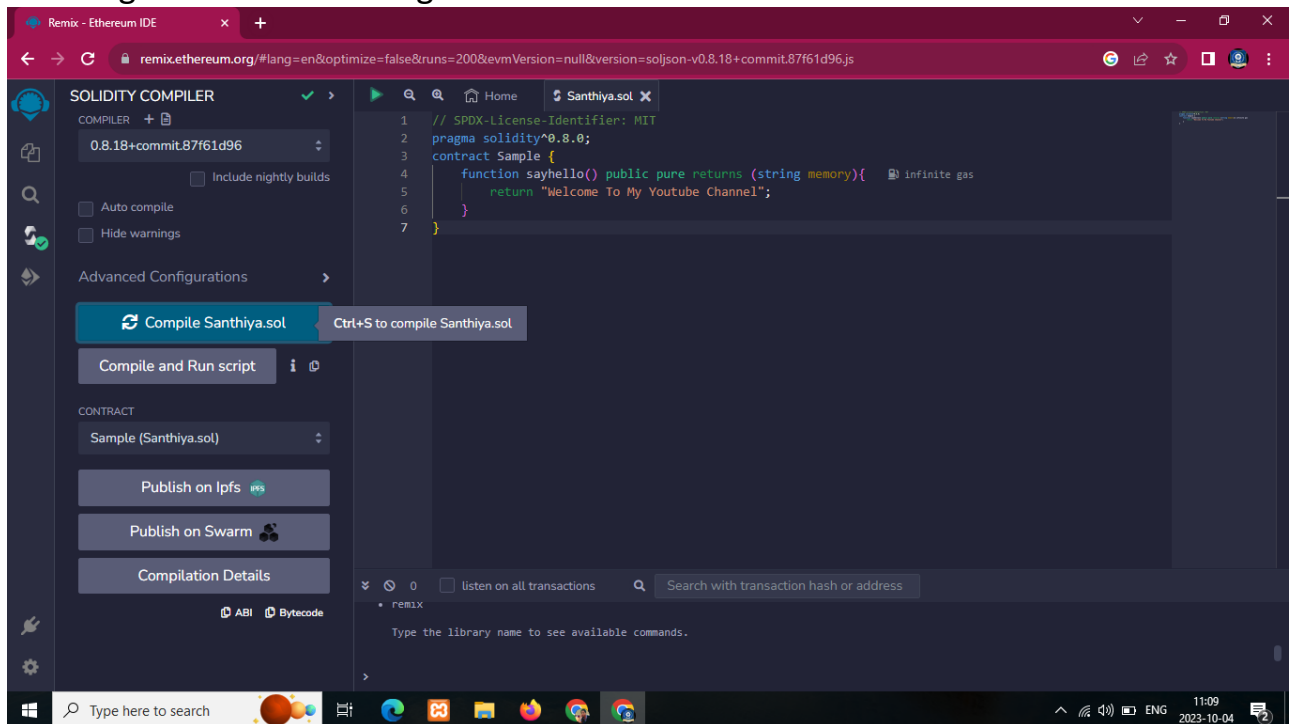 Remix - Ethereum IDE
remix.ethereum.org/#lang=en&optimize=false&runs=200&evmVersion=null&version=soljson-v0.8.18+commit.87f61d96.js
SOLIDITY COMPILER
COMPILER
0.8.18+commit.87f61d96
Include nightly builds
Auto compile
Hide warnings
Advanced Configurations
Compile Santhiya.sol
Ctrl+S to compile Santhiya.sol
Compile and Run script
CONTRACT
Sample (Santhiya.sol)
Publish on Ipfs
IPFS
Publish on Swarm
Compilation Details
ABI Bytecode
Home Santhiya.sol
1 // SPDX-License-Identifier: MIT
2 pragma solidity^0.8.0;
3 contract Sample {
4 function sayhello() public pure returns (string memory){ infinite gas
5 return "Welcome To My Youtube Channel";
6 }
7 }
0 listen on all transactions Search with transaction hash or address
• remix
Type the library name to see available commands.
>
Type here to search
ENG
11:09
2023-10-04
2